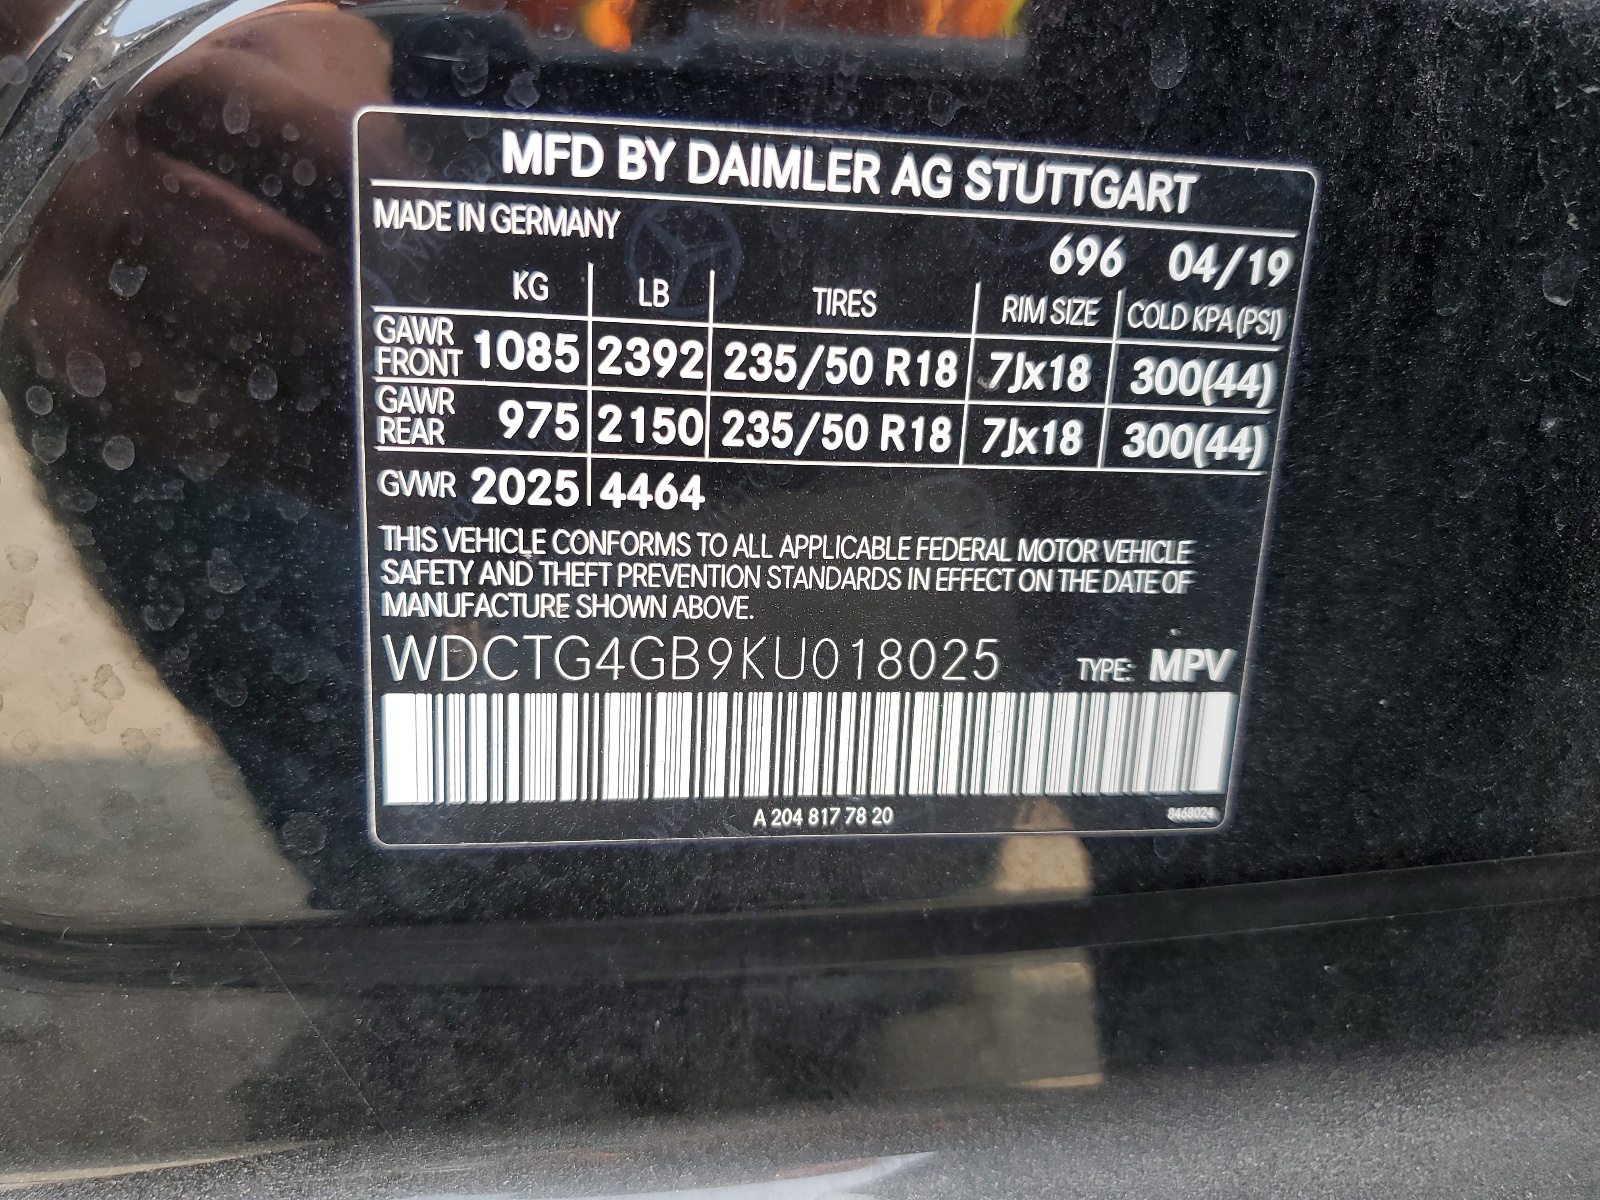 MFD BY DAIMLER AG STUTTGART
MADE IN GERMANY
696 04/19
KG LB TIRES RIM SIZE COLD KPA (PSI)
GAWR FRONT 1085 2392 235/50 R18 7Jx18 300(44)
GAWR REAR 975 2150 235/50 R18 7Jx18 300(44)
GVWR 2025 4464
THIS VEHICLE CONFORMS TO ALL APPLICABLE FEDERAL MOTOR VEHICLE
SAFETY AND THEFT PREVENTION STANDARDS IN EFFECT ON THE DATE OF
MANUFACTURE SHOWN ABOVE.
WDCTG4GB9KU018025 TYPE: MPV
A 204 817 78 20 8468024